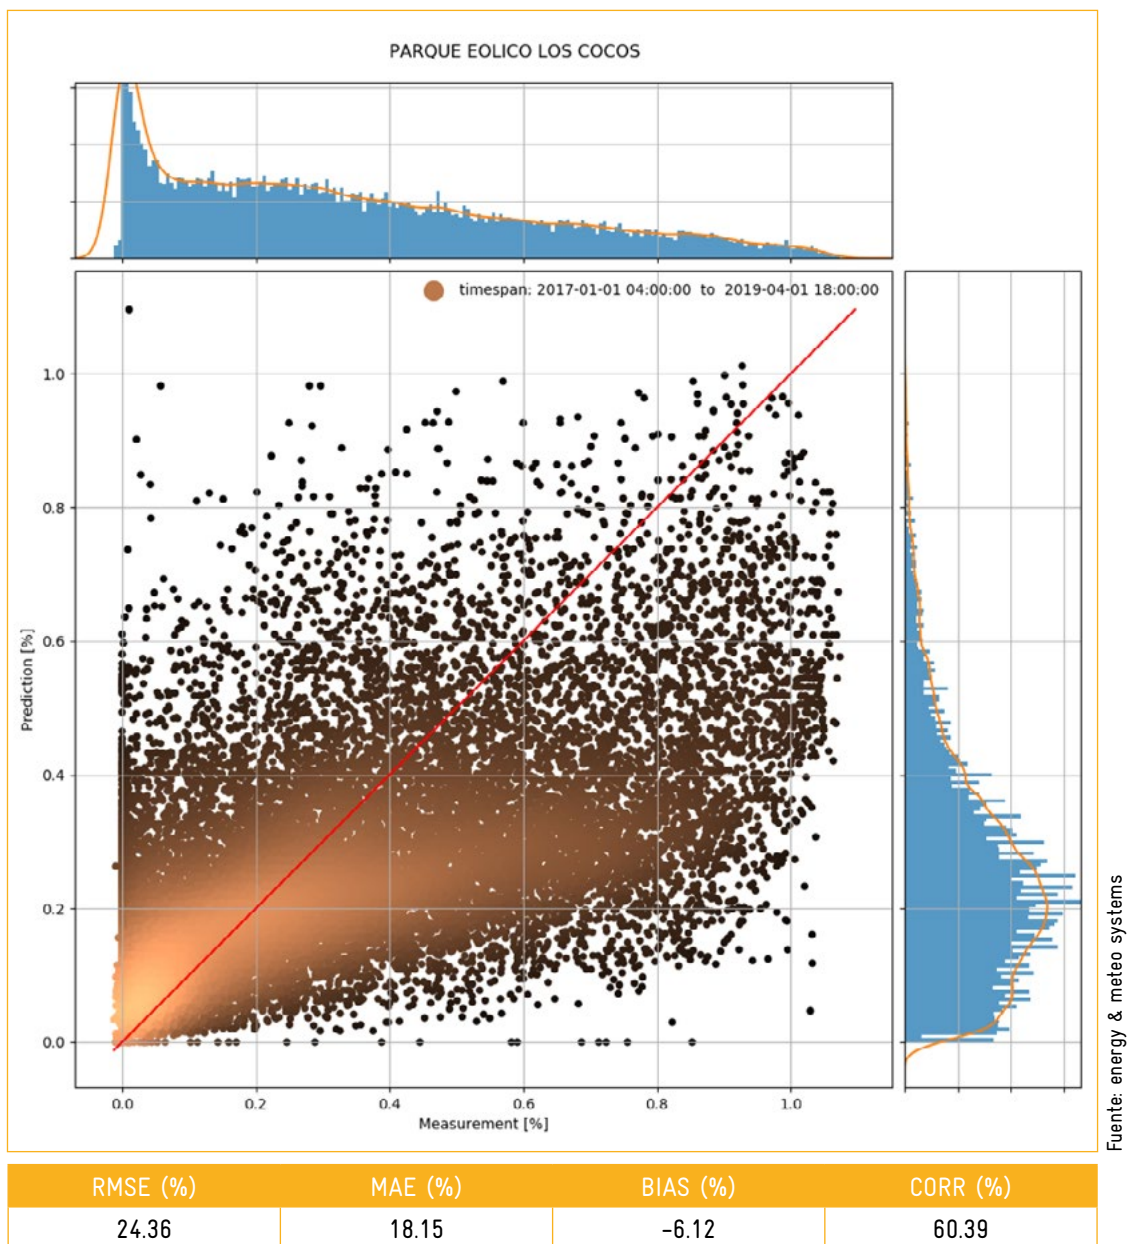 PARQUE EOLICO LOS COCOS
timespan: 2017-01-01 04:00:00 to 2019-04-01 18:00:00
1.0
0.8
0.6
0.4
0.2
0.0
Prediction [%]
0.0 0.2 0.4 0.6 0.8 1.0
Measurement [%]
Fuente: energy & meteo systems
RMSE (%) MAE (%) BIAS (%) CORR (%)
24.36 18.15 -6.12 60.39